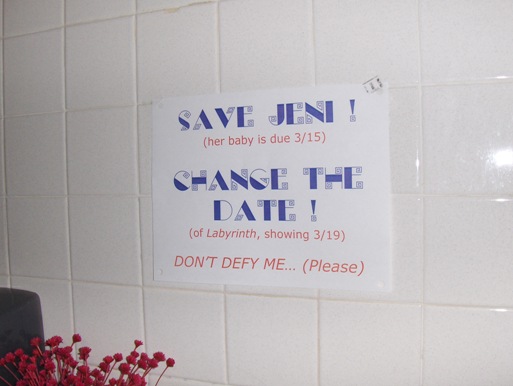 SAVE JENI !
(her baby is due 3/15)
CHANGE THE
DATE !
(of Labyrinth, showing 3/19)
DON'T DEFY ME... (Please)